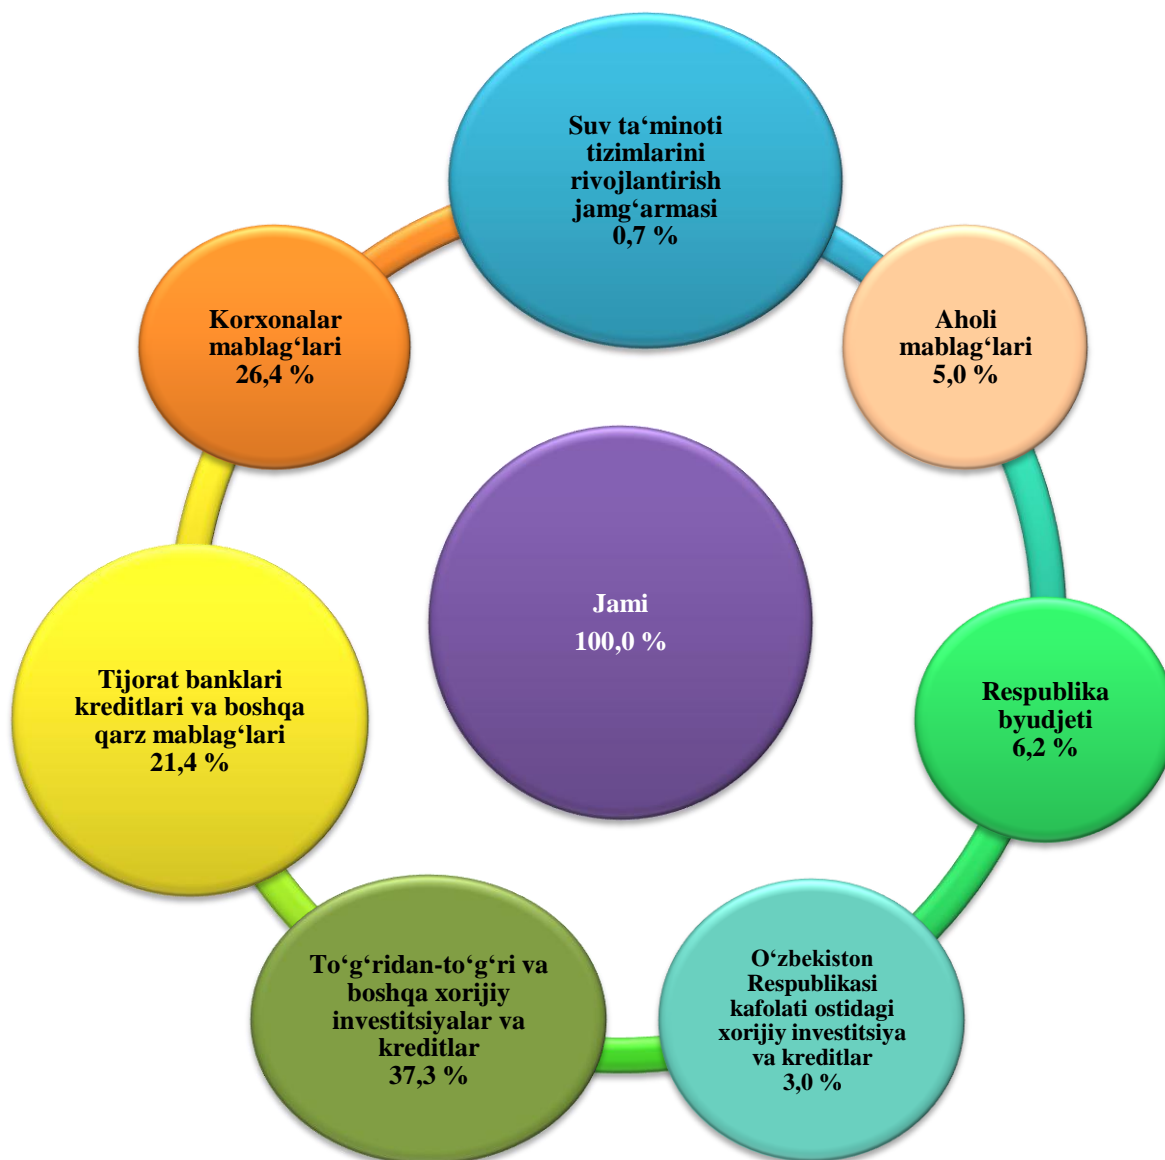 Suv ta‘minoti
tizimlarini
rivojlantirish
jamg‘armasi
0,7 %
Aholi
mablag‘lari
5,0 %
Respublika
byudjeti
6,2 %
O‘zbekiston
Respublikasi
kafolati ostidagi
xorijiy investitsiya
va kreditlar
3,0 %
To‘g‘ridan-to‘g‘ri va
boshqa xorijiy
investitsiyalar va
kreditlar
37,3 %
Tijorat banklari
kreditlari va boshqa
qarz mablag‘lari
21,4 %
Korxonalar
mablag‘lari
26,4 %
Jami
100,0 %